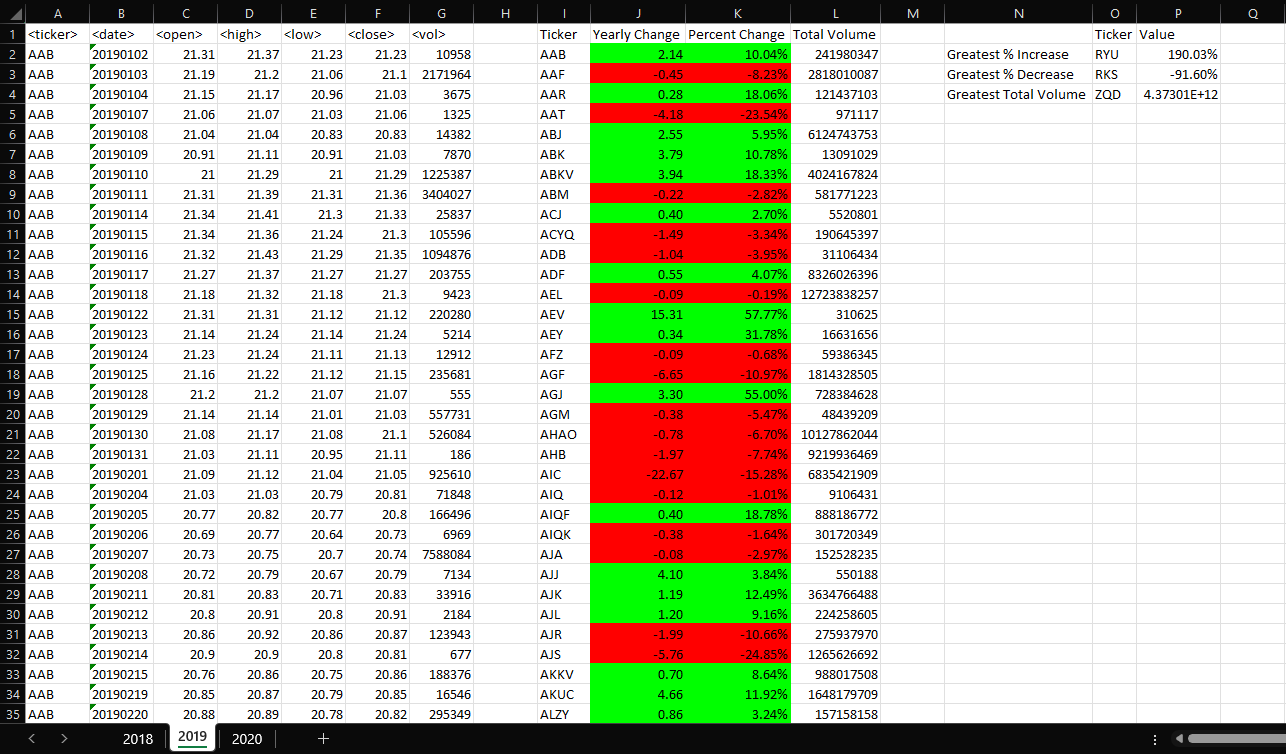 A B C D E F G H I J K L M N O P Q
1 <ticker> <date> <open> <high> <low> <close> <vol> Ticker Yearly Change Percent Change Total Volume Ticker Value
2 AAB 20190102 21.31 21.37 21.23 21.23 10958 AAB 2.14 10.04% 241980347 Greatest % Increase RYU 190.03%
3 AAB 20190103 21.19 21.2 21.06 21.1 2171964 AAF -0.45 -8.23% 2818010087 Greatest % Decrease RKS -91.60%
4 AAB 20190104 21.15 21.17 20.96 21.03 3675 AAR 0.28 18.06% 121437103 Greatest Total Volume ZQD 4.37301E+12
5 AAB 20190107 21.06 21.07 21.03 21.06 1325 AAT -4.18 -23.54% 971117
6 AAB 20190108 21.04 21.04 20.83 20.83 14382 ABJ 2.55 5.95% 6124743753
7 AAB 20190109 20.91 21.11 20.91 21.03 7870 ABK 3.79 10.78% 13091029
8 AAB 20190110 21 21.29 21 21.29 1225387 ABKV 3.94 18.33% 4024167824
9 AAB 20190111 21.31 21.39 21.31 21.36 3404027 ABM -0.22 -2.82% 581771223
10 AAB 20190114 21.34 21.41 21.3 21.33 25837 ACJ 0.40 2.70% 5520801
11 AAB 20190115 21.34 21.36 21.24 21.3 105596 ACYQ -1.49 -3.34% 190645397
12 AAB 20190116 21.32 21.43 21.29 21.35 1094876 ADB -1.04 -3.95% 31106434
13 AAB 20190117 21.27 21.37 21.27 21.27 203755 ADF 0.55 4.07% 8326026396
14 AAB 20190118 21.18 21.32 21.18 21.3 9423 AEL -0.09 -0.19% 12723838257
15 AAB 20190122 21.31 21.31 21.12 21.12 220280 AEV 15.31 57.77% 310625
16 AAB 20190123 21.14 21.24 21.14 21.24 5214 AEY 0.34 31.78% 16631656
17 AAB 20190124 21.23 21.24 21.11 21.13 12912 AFZ -0.09 -0.68% 59386345
18 AAB 20190125 21.16 21.22 21.12 21.15 235681 AGF -6.65 -10.97% 1814328505
19 AAB 20190128 21.2 21.2 21.07 21.07 555 AGJ 3.30 55.00% 728384628
20 AAB 20190129 21.14 21.14 21.01 21.03 557731 AGM -0.38 -5.47% 48439209
21 AAB 20190130 21.08 21.17 21.08 21.1 526084 AHAO -0.78 -6.70% 10127862044
22 AAB 20190131 21.03 21.11 20.95 21.11 186 AHB -1.97 -7.74% 9219936469
23 AAB 20190201 21.09 21.12 21.04 21.05 925610 AIC -22.67 -15.28% 6835421909
24 AAB 20190204 21.03 21.03 20.79 20.81 71848 AIQ -0.12 -1.01% 9106431
25 AAB 20190205 20.77 20.82 20.77 20.8 166496 AIQF 0.40 18.78% 888186772
26 AAB 20190206 20.69 20.77 20.64 20.73 6969 AIQK -0.38 -1.64% 301720349
27 AAB 20190207 20.73 20.75 20.7 20.74 7588084 AJA -0.08 -2.97% 152528235
28 AAB 20190208 20.72 20.79 20.67 20.79 7134 AJJ 4.10 3.84% 550188
29 AAB 20190211 20.81 20.83 20.71 20.83 33916 AJK 1.19 12.49% 3634766488
30 AAB 20190212 20.8 20.91 20.8 20.91 2184 AJL 1.20 9.16% 224258605
31 AAB 20190213 20.86 20.92 20.86 20.87 123943 AJR -1.99 -10.66% 275937970
32 AAB 20190214 20.9 20.9 20.8 20.81 677 AJS -5.76 -24.85% 1265626692
33 AAB 20190215 20.76 20.86 20.75 20.86 188376 AKKV 0.70 8.64% 988017508
34 AAB 20190219 20.85 20.87 20.79 20.85 16546 AKUC 4.66 11.92% 1648179709
35 AAB 20190220 20.88 20.89 20.78 20.82 295349 ALZY 0.86 3.24% 157158158
2018 2019 2020